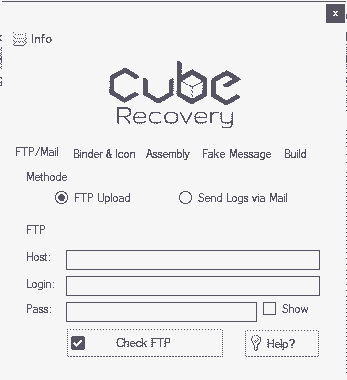 x
Info
cube
Recovery
FTP/Mail Binder & Icon Assembly Fake Message Build
Methode
FTP Upload Send Logs via Mail
FTP
Host:
Login:
Pass: Show
Check FTP Help?